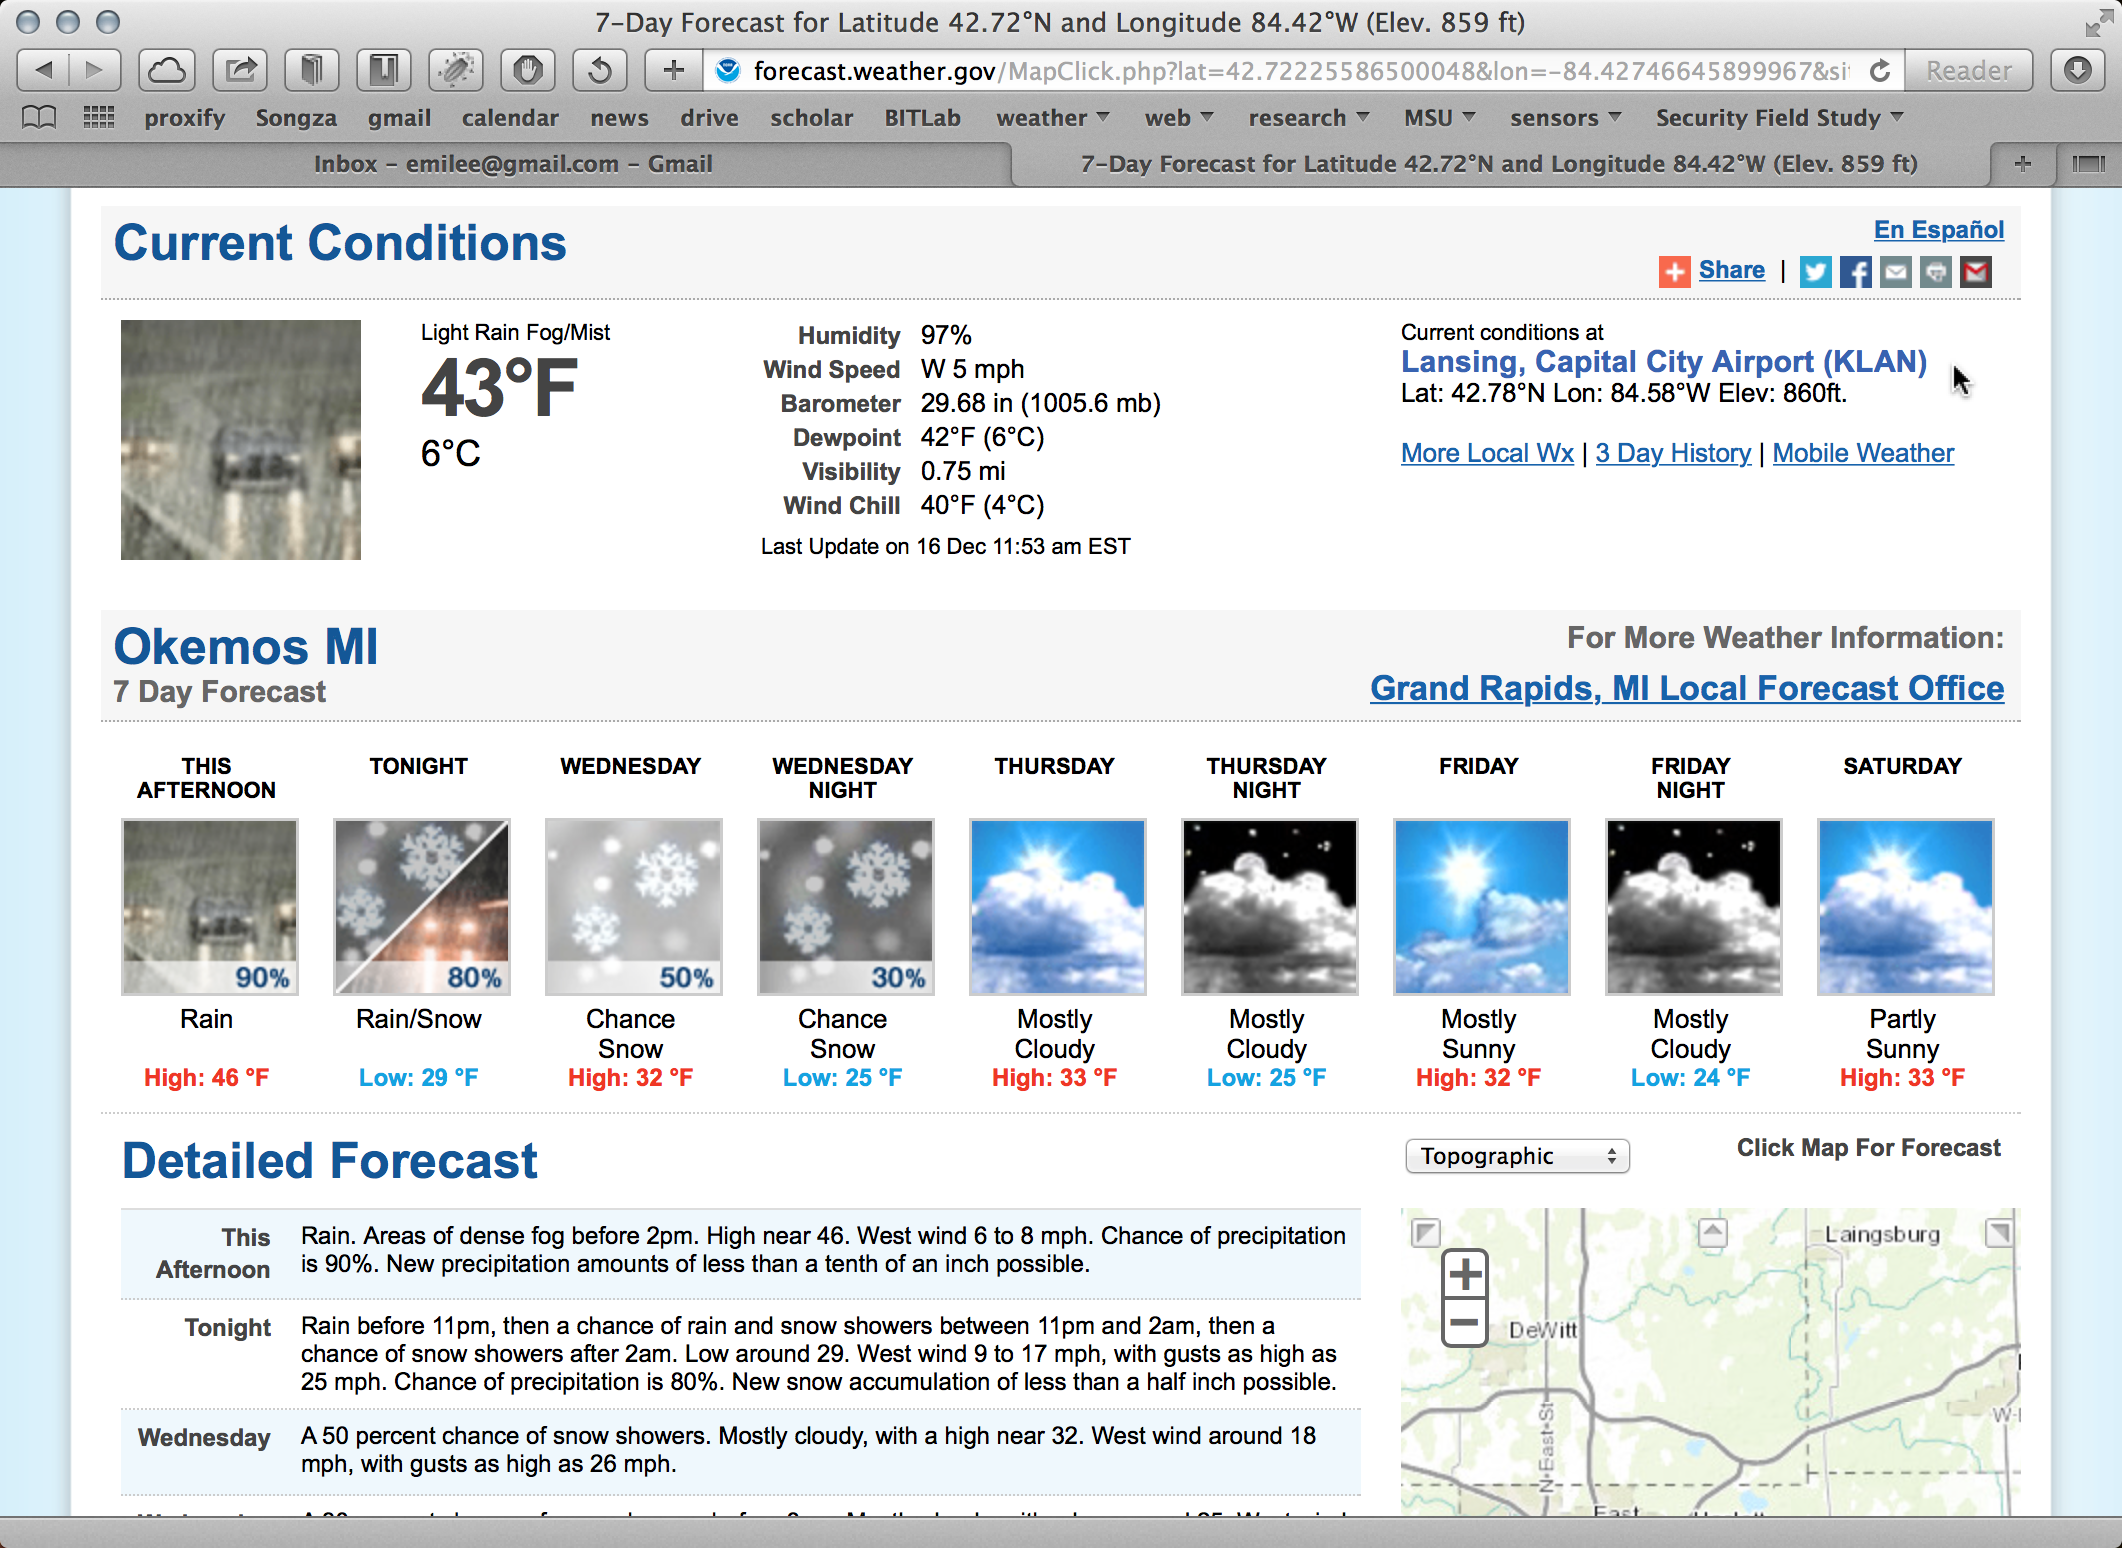 7-Day Forecast for Latitude 42.72°N and Longitude 84.42°W (Elev. 859 ft)
forecast.weather.gov/MapClick.php?lat=42.72225586500048&lon=-84.42746645899967&si
Reader
proxify Songza gmail calendar news drive scholar BITLab weather web research MSU sensors Security Field Study
Inbox – emilee@gmail.com – Gmail
7-Day Forecast for Latitude 42.72°N and Longitude 84.42°W (Elev. 859 ft)
Current Conditions
En Español
Share |
Light Rain Fog/Mist
43°F
6°C
Humidity 97%
Wind Speed W 5 mph
Barometer 29.68 in (1005.6 mb)
Dewpoint 42°F (6°C)
Visibility 0.75 mi
Wind Chill 40°F (4°C)
Last Update on 16 Dec 11:53 am EST
Current conditions at
Lansing, Capital City Airport (KLAN)
Lat: 42.78°N Lon: 84.58°W Elev: 860ft.
More Local Wx | 3 Day History | Mobile Weather
Okemos MI
7 Day Forecast
For More Weather Information:
Grand Rapids, MI Local Forecast Office
THIS
AFTERNOON
90%
Rain
High: 46 °F
TONIGHT
80%
Rain/Snow
Low: 29 °F
WEDNESDAY
50%
Chance
Snow
High: 32 °F
WEDNESDAY
NIGHT
30%
Chance
Snow
Low: 25 °F
THURSDAY
Mostly
Cloudy
High: 33 °F
THURSDAY
NIGHT
Mostly
Cloudy
Low: 25 °F
FRIDAY
Mostly
Sunny
High: 32 °F
FRIDAY
NIGHT
Mostly
Cloudy
Low: 24 °F
SATURDAY
Partly
Sunny
High: 33 °F
Detailed Forecast
This
Afternoon
Rain. Areas of dense fog before 2pm. High near 46. West wind 6 to 8 mph. Chance of precipitation
is 90%. New precipitation amounts of less than a tenth of an inch possible.
Tonight
Rain before 11pm, then a chance of rain and snow showers between 11pm and 2am, then a
chance of snow showers after 2am. Low around 29. West wind 9 to 17 mph, with gusts as high as
25 mph. Chance of precipitation is 80%. New snow accumulation of less than a half inch possible.
Wednesday
A 50 percent chance of snow showers. Mostly cloudy, with a high near 32. West wind around 18
mph, with gusts as high as 26 mph.
Topographic
Click Map For Forecast
Laingsburg
DeWitt
N East St
East